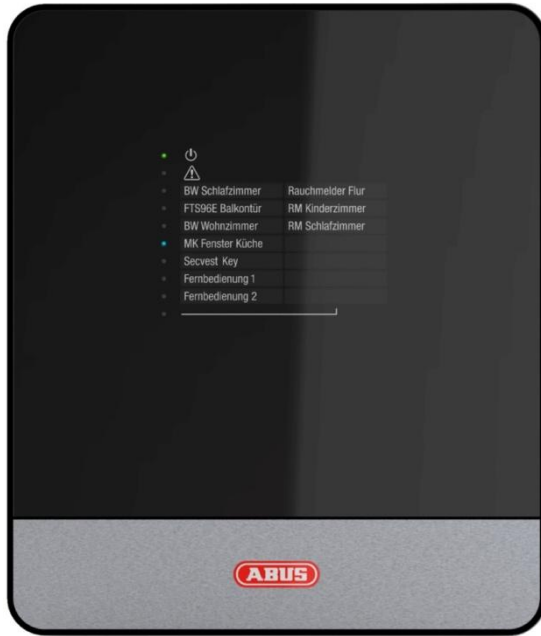 BW Schlafzimmer Rauchmelder Flur
FTS96E Balkontür RM Kinderzimmer
BW Wohnzimmer RM Schlafzimmer
MK Fenster Küche
Secvest Key
Fernbedienung 1
Fernbedienung 2
ABUS